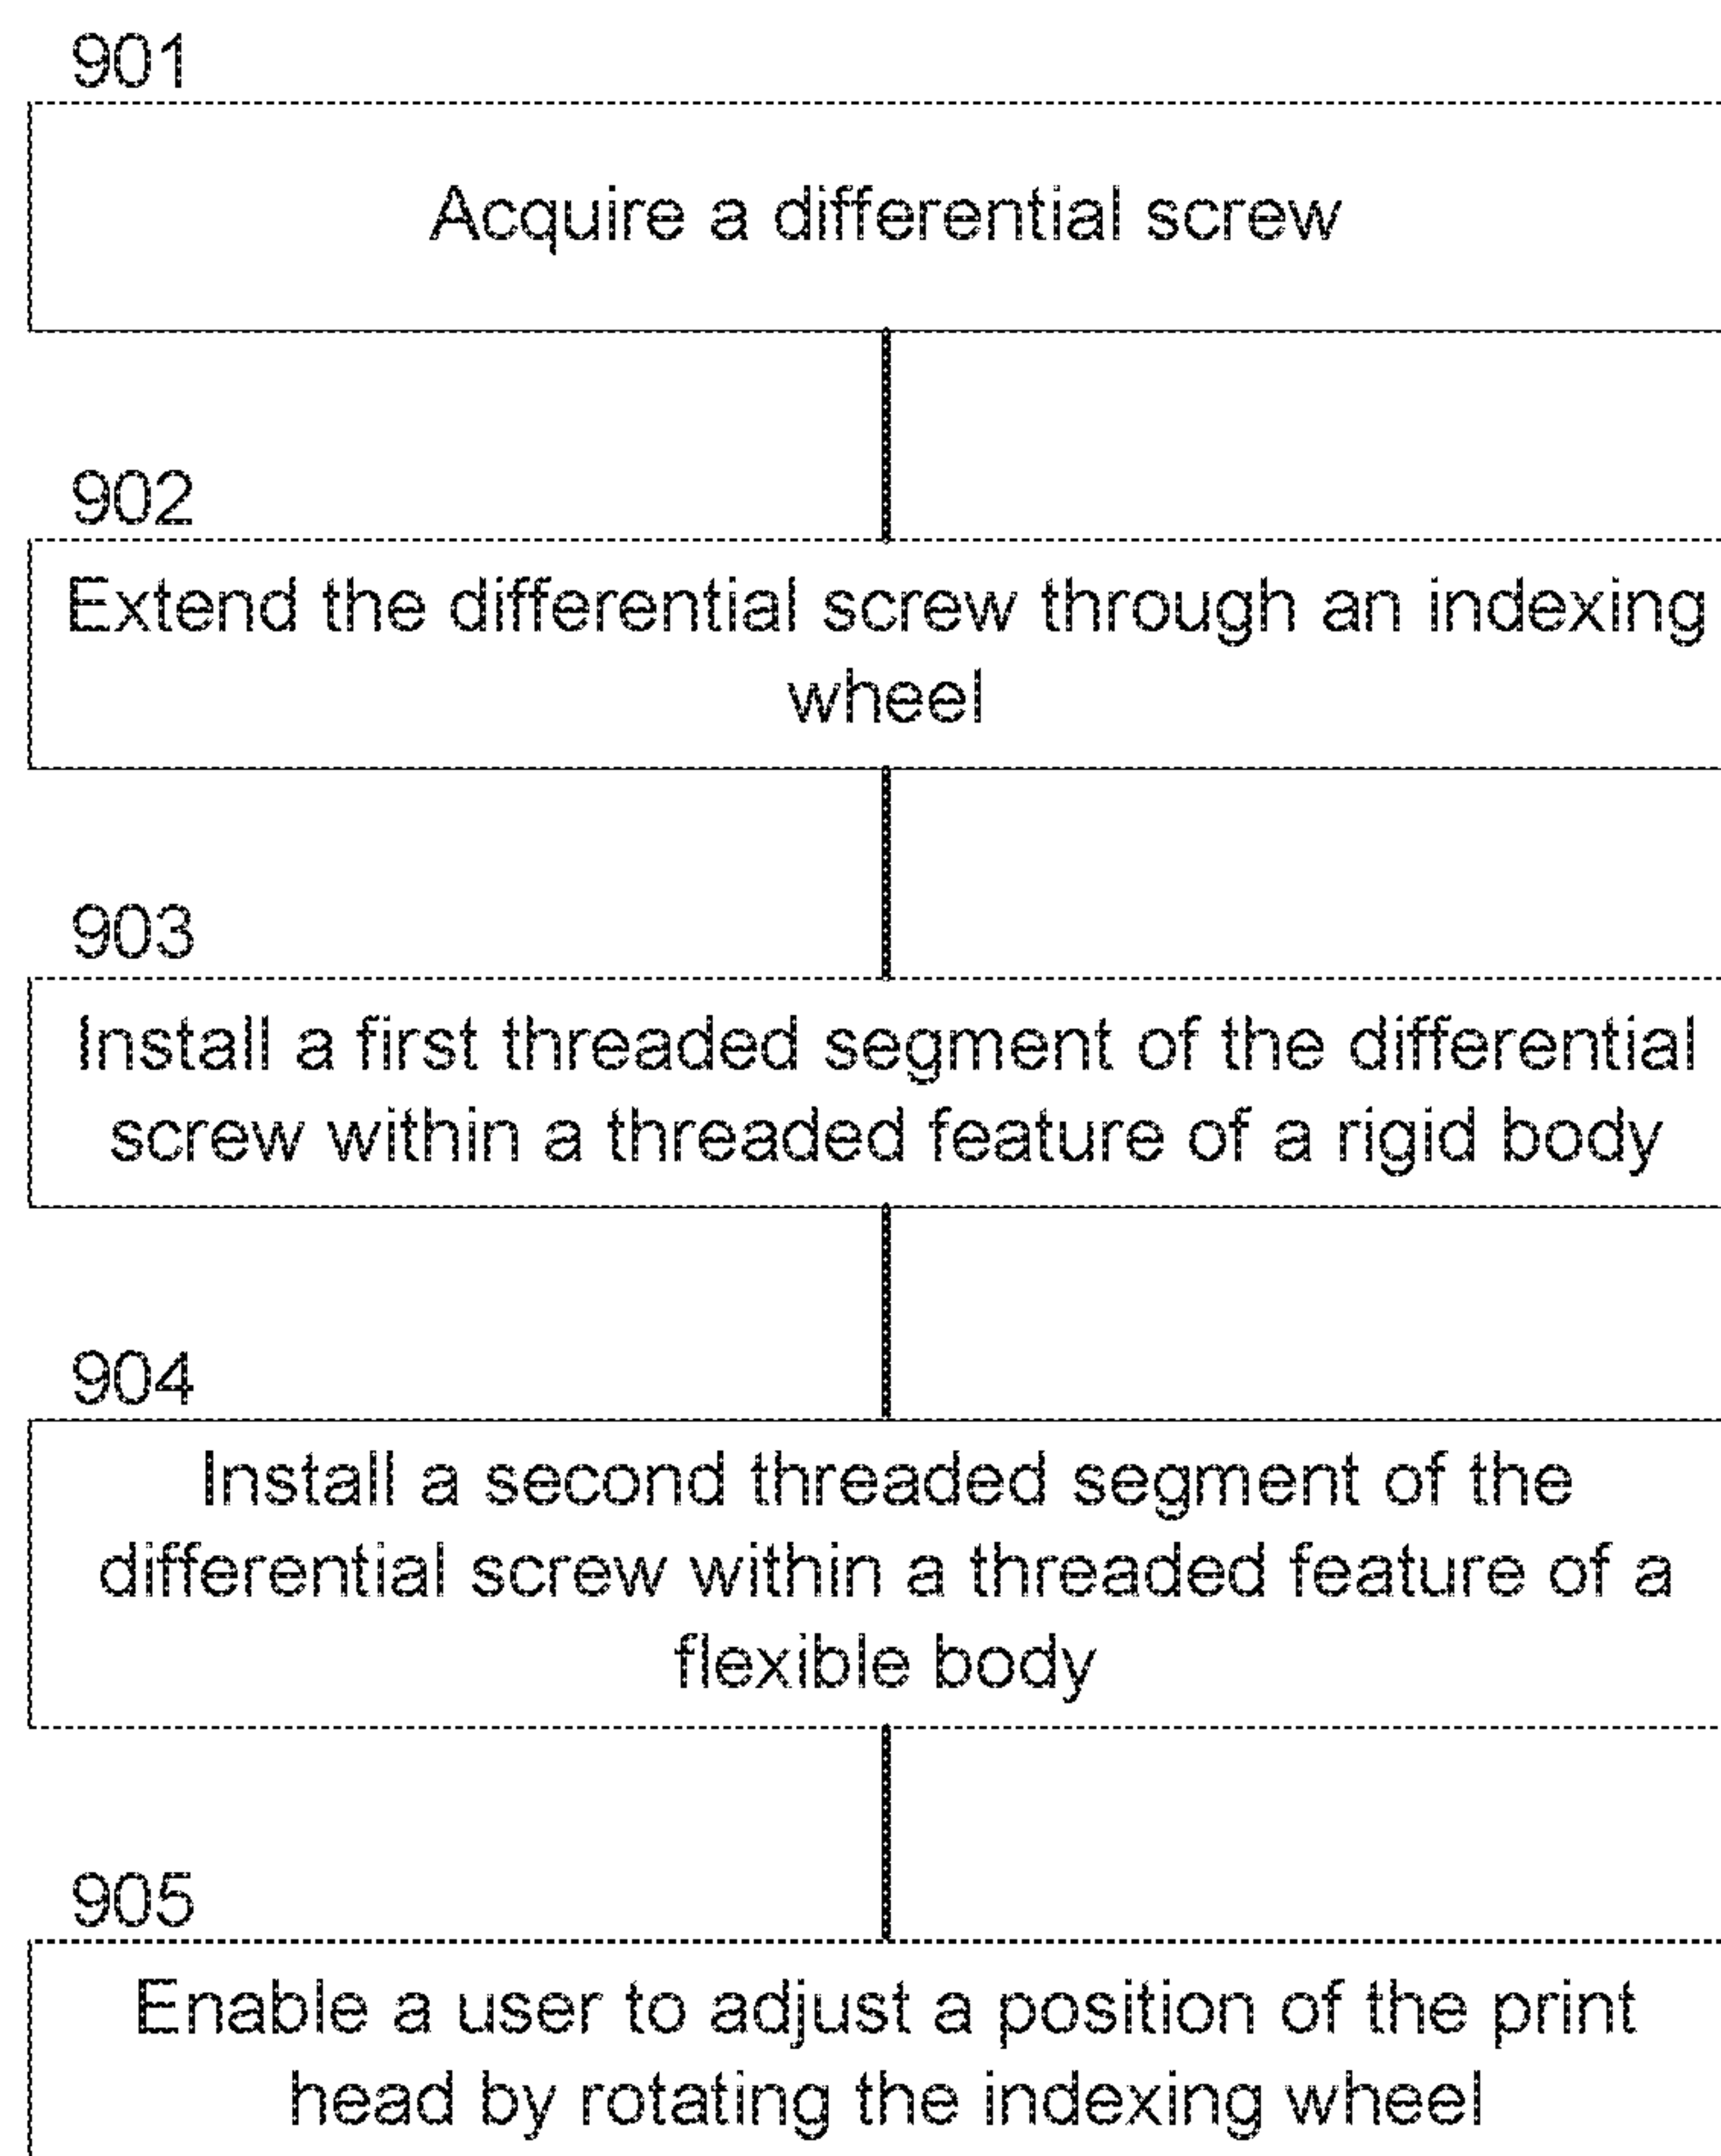 901
Acquire a differential screw
902
Extend the differential screw through an indexing
wheel
903
Install a first threaded segment of the differential
screw within a threaded feature of a rigid body
904
Install a second threaded segment of the
differential screw within a threaded feature of a
flexible body
905
Enable a user to adjust a position of the print
head by rotating the indexing wheel